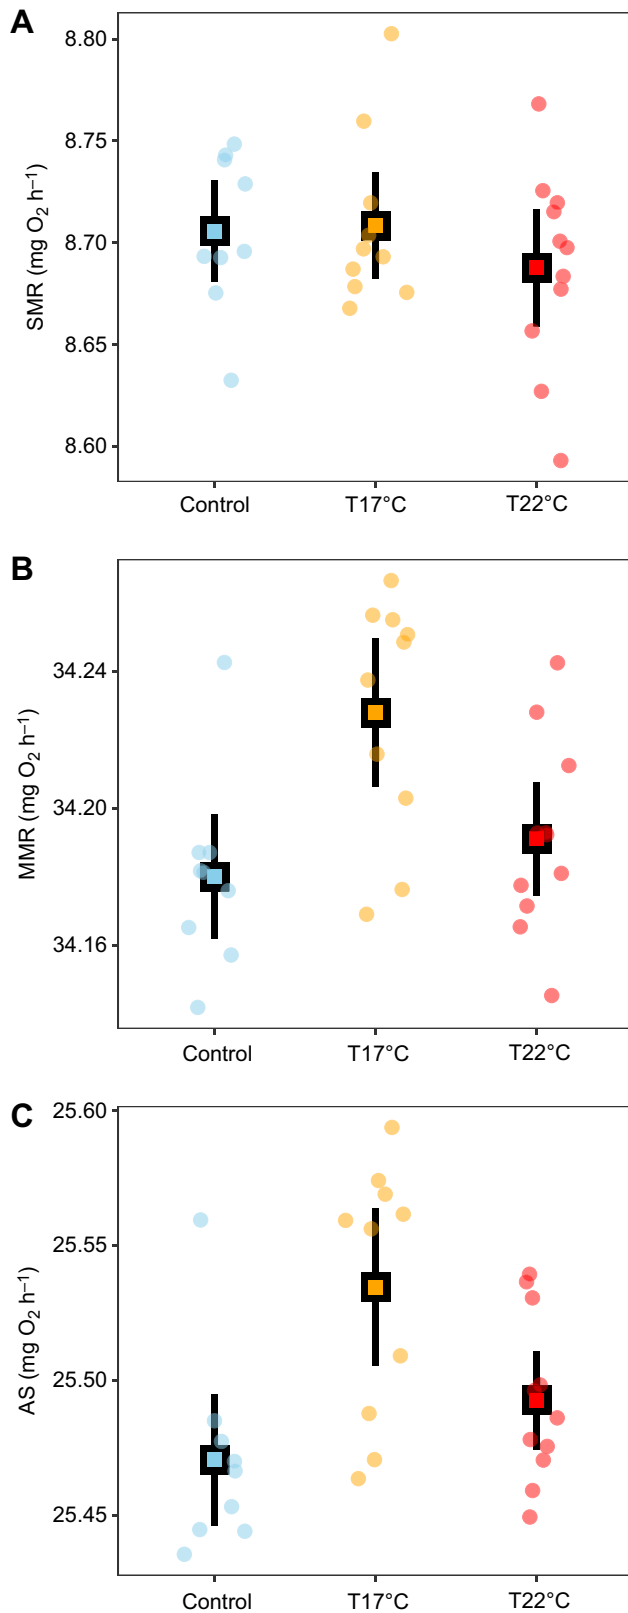 A
8.80
8.75
8.70
8.65
8.60
SMR (mg O₂ h⁻¹)
Control T17°C T22°C
B
34.24
34.20
34.16
MMR (mg O₂ h⁻¹)
Control T17°C T22°C
C
25.60
25.55
25.50
25.45
AS (mg O₂ h⁻¹)
Control T17°C T22°C